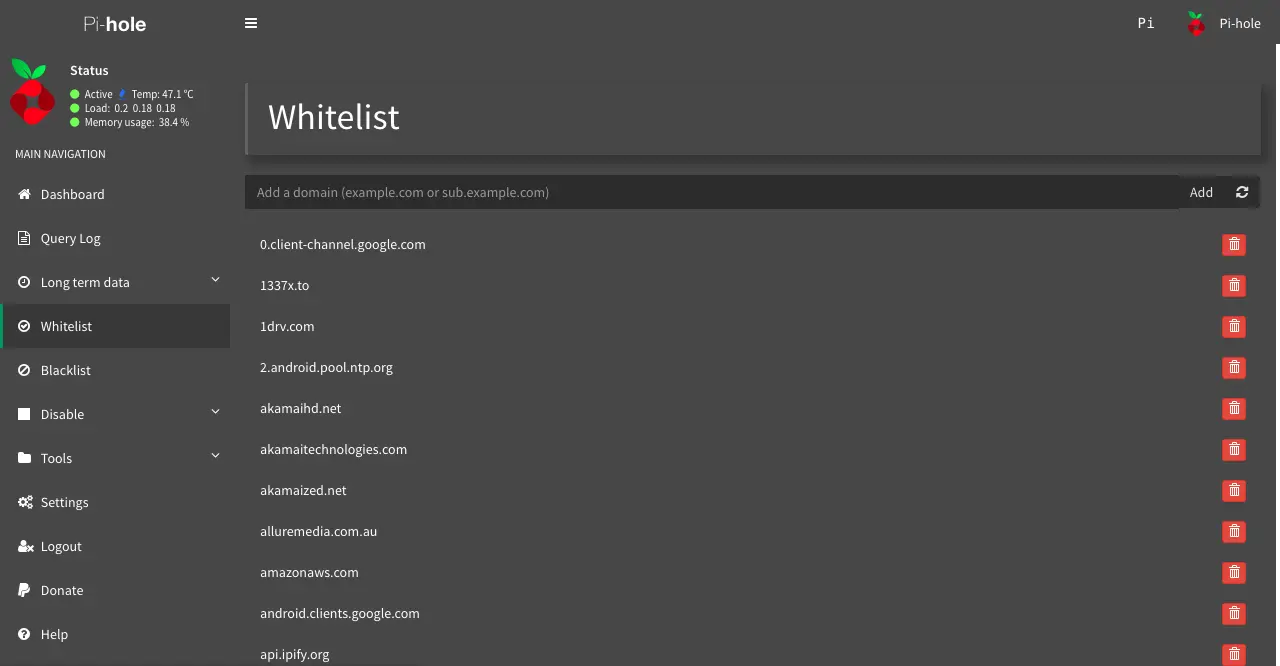 Pi-hole
Pi
Pi-hole
Status
Active Temp: 47.1 °C
Load: 0.2 0.18 0.18
Memory usage: 38.4 %
MAIN NAVIGATION
Dashboard
Query Log
Long term data
Whitelist
Blacklist
Disable
Tools
Settings
Logout
Donate
Help
Whitelist
Add a domain (example.com or sub.example.com)
Add
0.client-channel.google.com
1337x.to
1drv.com
2.android.pool.ntp.org
akamaihd.net
akamaitechnologies.com
akamaized.net
alluremedia.com.au
amazonaws.com
android.clients.google.com
api.ipify.org